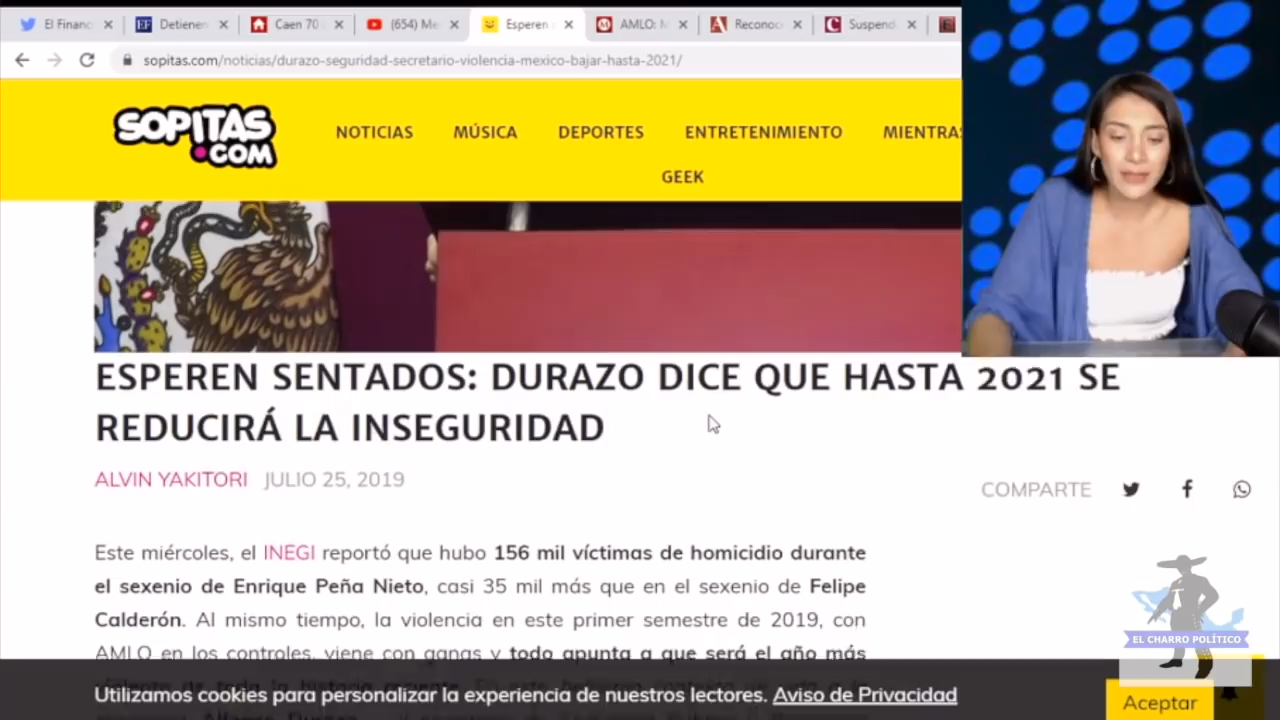 El Financ
Detienen
Caen 70
(654) Me
Esperen
AMLO: M
Reconoc
Suspend
sopitas.com/noticias/durazo-seguridad-secretario-violencia-mexico-bajar-hasta-2021/
SOPITAS
.COM
NOTICIAS
MÚSICA
DEPORTES
ENTRETENIMIENTO
MIENTRAS
GEEK
ESPEREN SENTADOS: DURAZO DICE QUE HASTA 2021 SE
REDUCIRÁ LA INSEGURIDAD
ALVIN YAKITORI JULIO 25, 2019
COMPARTE
Este miércoles, el INEGI reportó que hubo 156 mil víctimas de homicidio durante
el sexenio de Enrique Peña Nieto, casi 35 mil más que en el sexenio de Felipe
Calderón. Al mismo tiempo, la violencia en este primer semestre de 2019, con
AMLO en los controles, viene con ganas y todo apunta a que será el año más
EL CHARRO POLÍTICO
Utilizamos cookies para personalizar la experiencia de nuestros lectores. Aviso de Privacidad
Aceptar